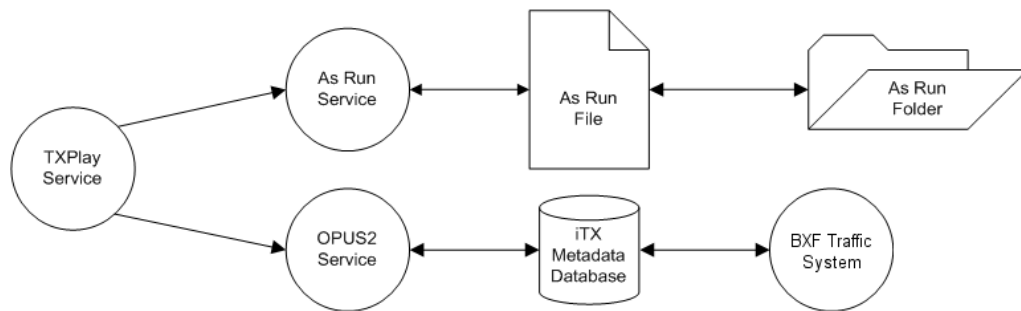 TXPlay
Service
As Run
Service
As Run
File
As Run
Folder
OPUS2
Service
iTX
Metadata
Database
BXF Traffic
System